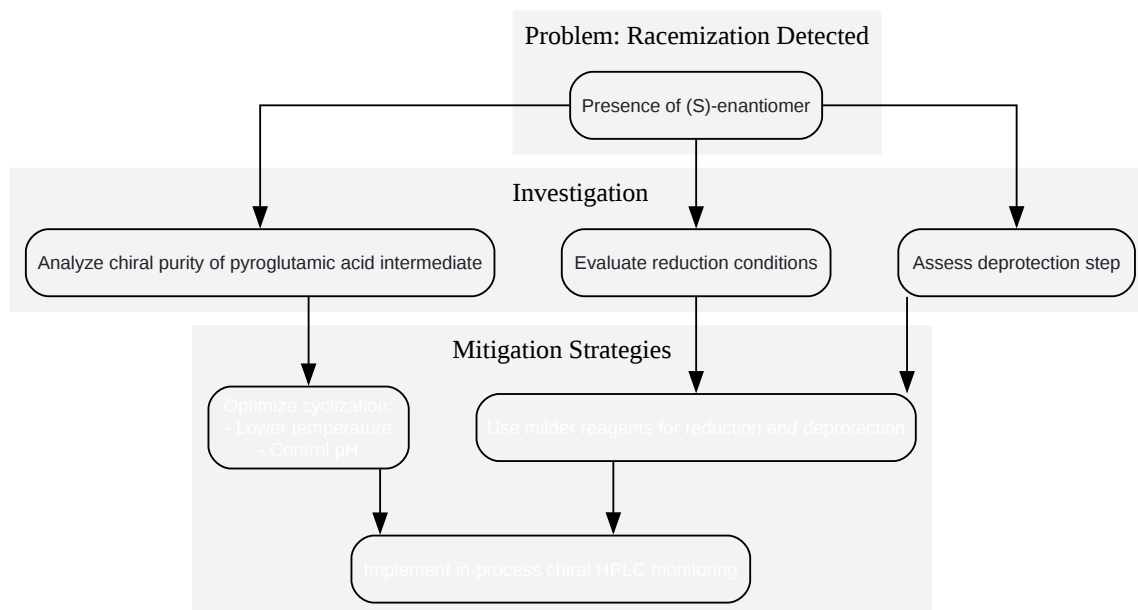 Problem: Racemization Detected
Presence of (S)-enantiomer
Investigation
Analyze chiral purity of pyroglutamic acid intermediate
Evaluate reduction conditions
Assess deprotection step
Mitigation Strategies
Optimize cyclization:
- Lower temperature
- Control pH
Use milder reagents for reduction and deprotection
Implement in-process chiral HPLC monitoring